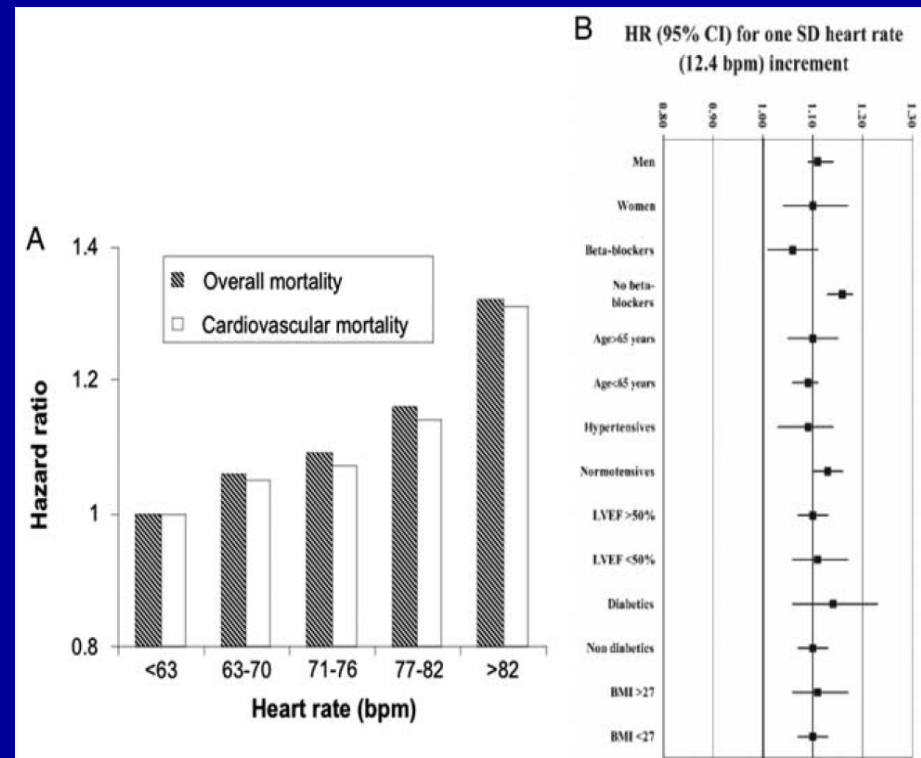 A
1.4
1.2
1
0.8
Hazard ratio
Overall mortality
Cardiovascular mortality
<63 63-70 71-76 77-82 >82
Heart rate (bpm)
B
HR (95% CI) for one SD heart rate
(12.4 bpm) increment
0.80 0.90 1.00 1.10 1.20 1.30
Men
Women
Beta-blockers
No beta-
blockers
Age>65 years
Age<65 years
Hypertensives
Normotensives
LVEF >50%
LVEF <50%
Diabetics
Non diabetics
BMI >27
BMI <27